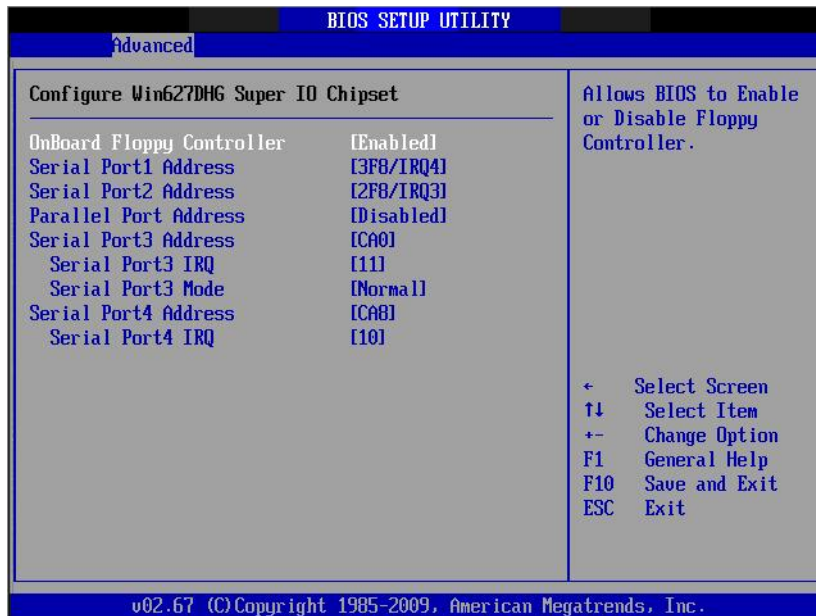 BIOS SETUP UTILITY
Advanced
Configure Win627DHG Super IO Chipset
OnBoard Floppy Controller [Enabled]
Serial Port1 Address [3F8/IRQ4]
Serial Port2 Address [2F8/IRQ3]
Parallel Port Address [Disabled]
Serial Port3 Address [CA0]
Serial Port3 IRQ [11]
Serial Port3 Mode [Normal]
Serial Port4 Address [CA8]
Serial Port4 IRQ [10]
Allows BIOS to Enable
or Disable Floppy
Controller.
← Select Screen
↑↓ Select Item
+- Change Option
F1 General Help
F10 Save and Exit
ESC Exit
v02.67 (C)Copyright 1985-2009, American Megatrends, Inc.